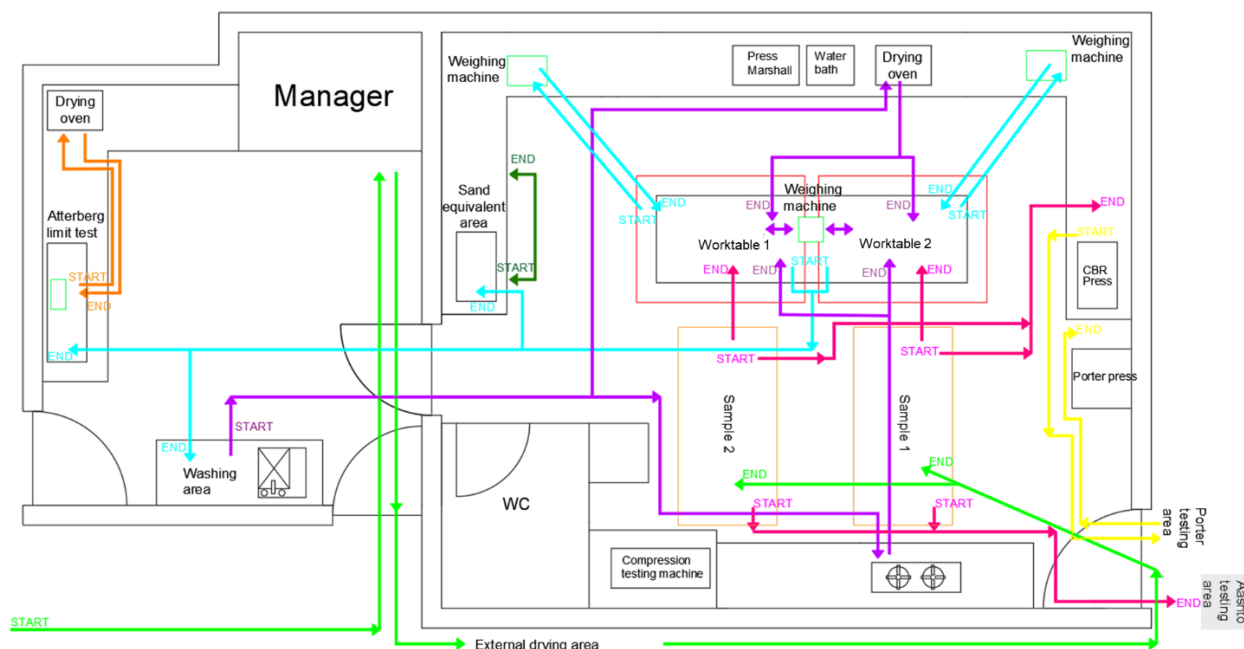 Weighing
machine
Press
Marshall
Water
bath
Drying
oven
Weighing
machine
Manager
Drying
oven
Atterberg
limit test
START
END
END
Sand
equivalent
area
END
START
END
START
END
END
Weighing
machine
END
END
START
Worktable 1
Worktable 2
START
END
END
END
END
END
START
CBR
Press
END
Porter press
START
START
Sample 2
Sample 1
END
START
Washing
area
WC
END
END
START
START
Compression
testing machine
Porter
testing
area
END
Aashto
testing
area
START
External drying area